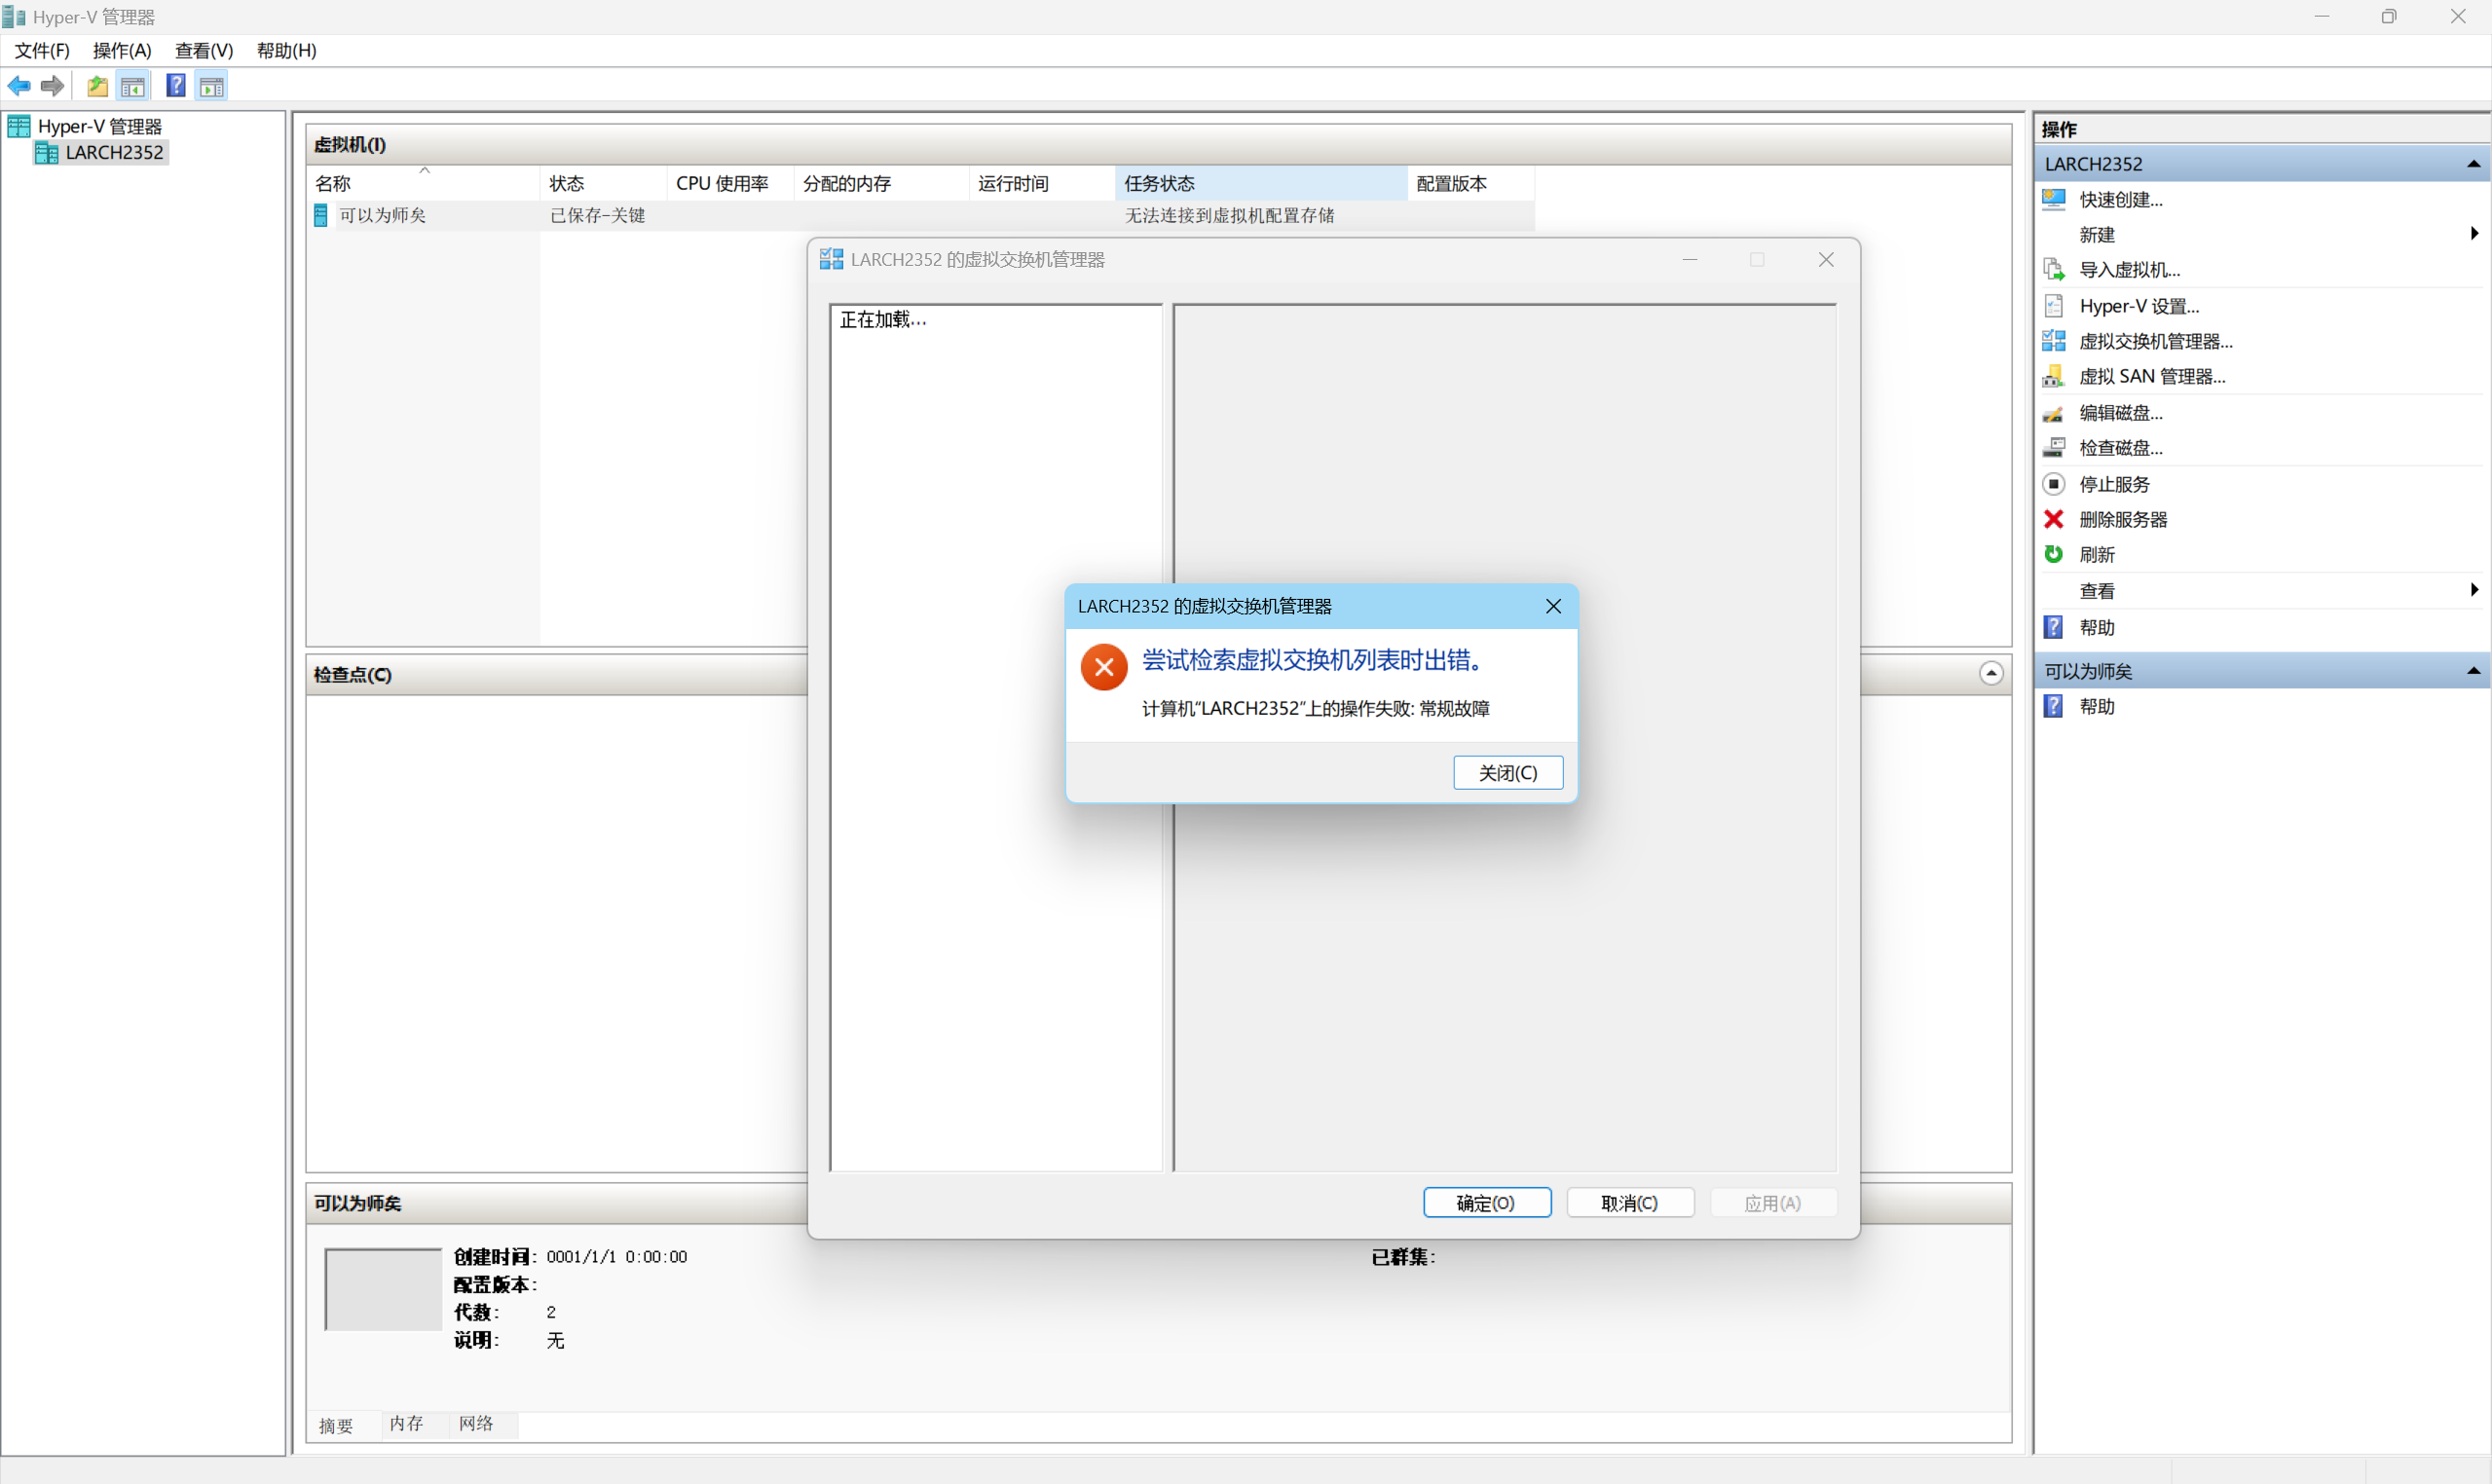 Hyper-V 管理器
文件(F) 操作(A) 查看(V) 帮助(H)
Hyper-V 管理器
LARCH2352
虚拟机(I)
名称 状态 CPU 使用率 分配的内存 运行时间 任务状态 配置版本
可以为师矣 已保存-关键 无法连接到虚拟机配置存储
LARCH2352 的虚拟交换机管理器
正在加载...
LARCH2352 的虚拟交换机管理器
尝试检索虚拟交换机列表时出错。
计算机“LARCH2352”上的操作失败: 常规故障
关闭(C)
确定(O) 取消(C) 应用(A)
检查点(C)
可以为师矣
创建时间: 0001/1/1 0:00:00 已群集:
配置版本:
代数: 2
说明: 无
摘要 内存 网络
操作
LARCH2352
快速创建...
新建
导入虚拟机...
Hyper-V 设置...
虚拟交换机管理器...
虚拟 SAN 管理器...
编辑磁盘...
检查磁盘...
停止服务
删除服务器
刷新
查看
帮助
可以为师矣
帮助